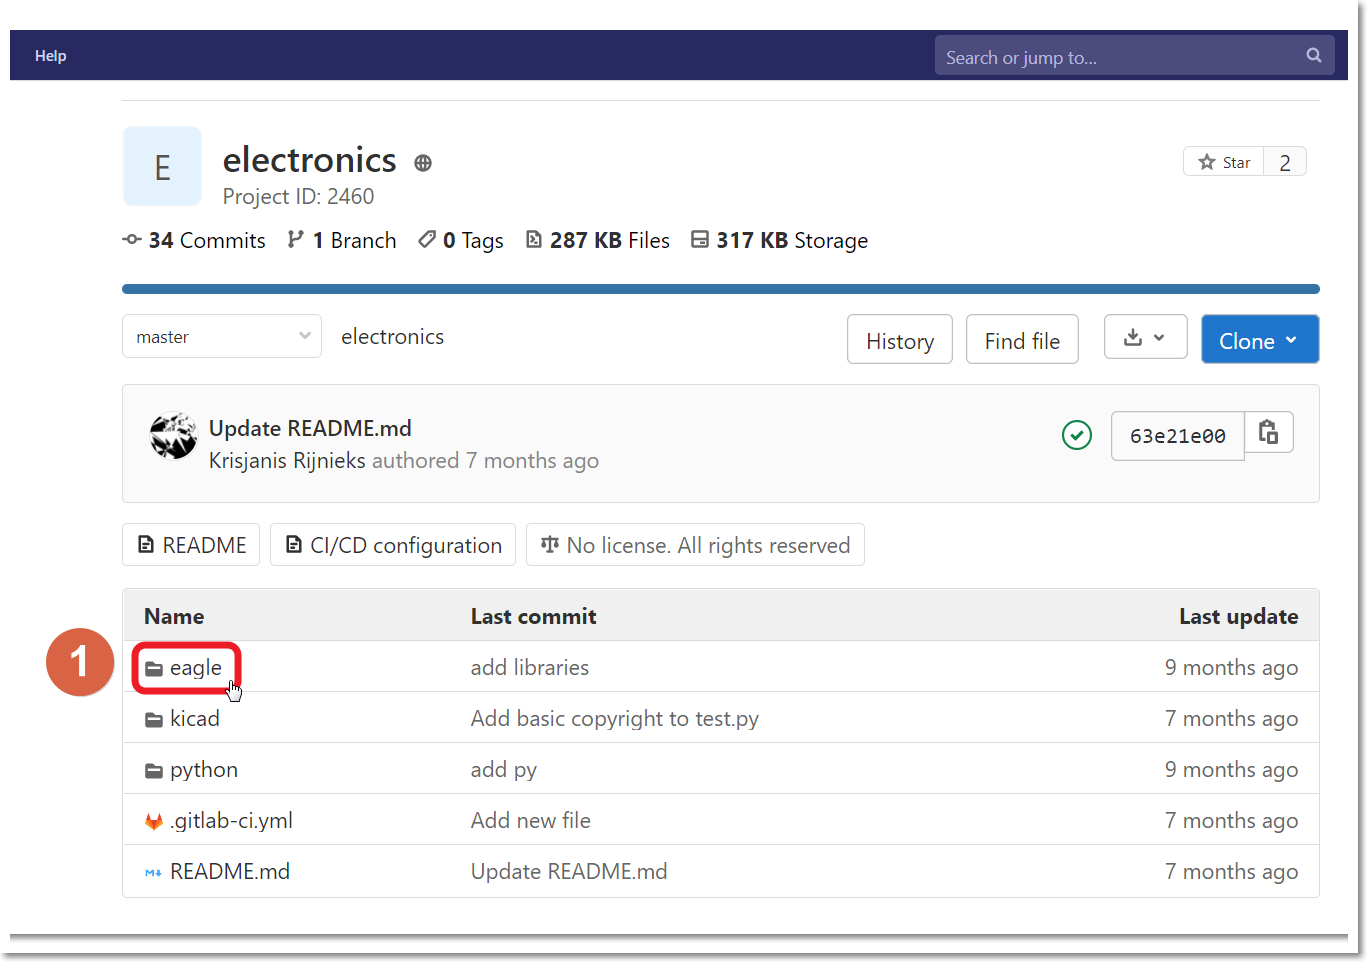 Help
Search or jump to...
E
electronics
Project ID: 2460
Star 2
34 Commits 1 Branch 0 Tags 287 KB Files 317 KB Storage
master electronics History Find file Clone
Update README.md
Krisjanis Rijnieks authored 7 months ago
63e21e00
README CI/CD configuration No license. All rights reserved
Name Last commit Last update
1
eagle add libraries 9 months ago
kicad Add basic copyright to test.py 7 months ago
python add py 9 months ago
.gitlab-ci.yml Add new file 7 months ago
M↓ README.md Update README.md 7 months ago